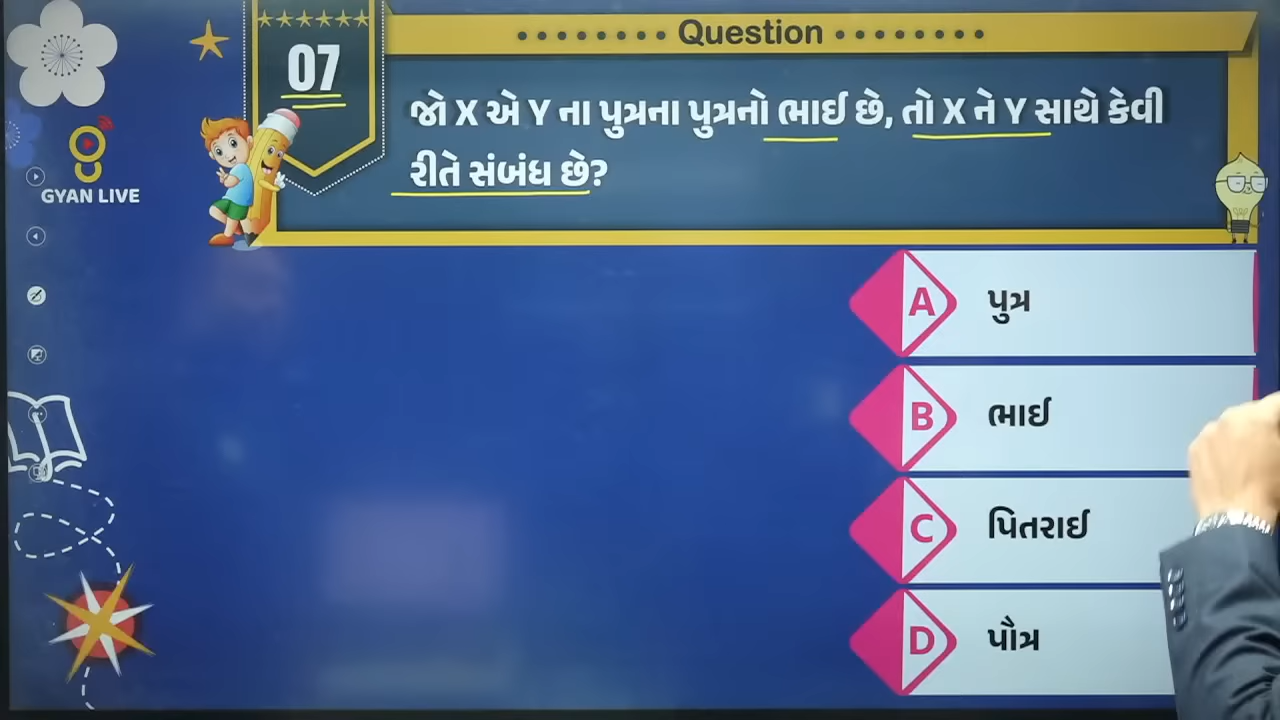 Question
07
જો X એ Y ના પુત્રના પુત્રનો ભાઈ છે, તો X ને Y સાથે કેવી
રીતે સંબંધ છે?
GYAN LIVE
A પુત્ર
B ભાઈ
C પિતરાઈ
D પૌત્ર